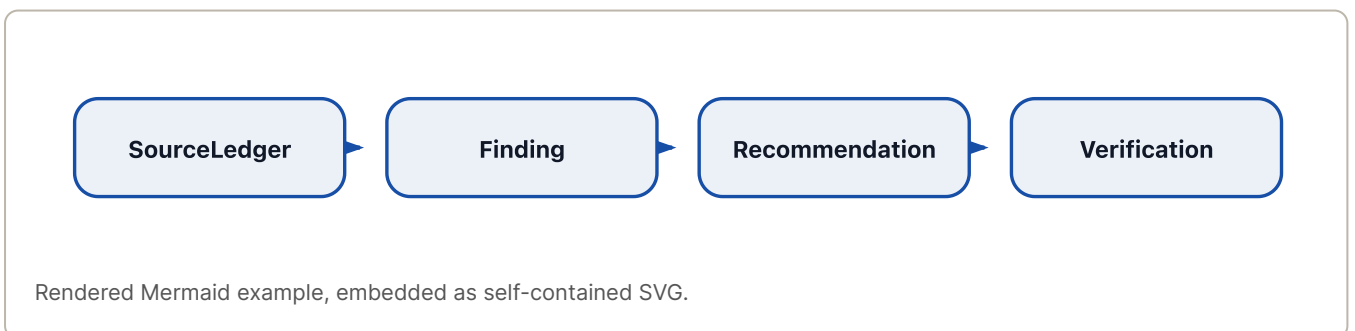 SourceLedger
Finding
Recommendation
Verification
Rendered Mermaid example, embedded as self-contained SVG.